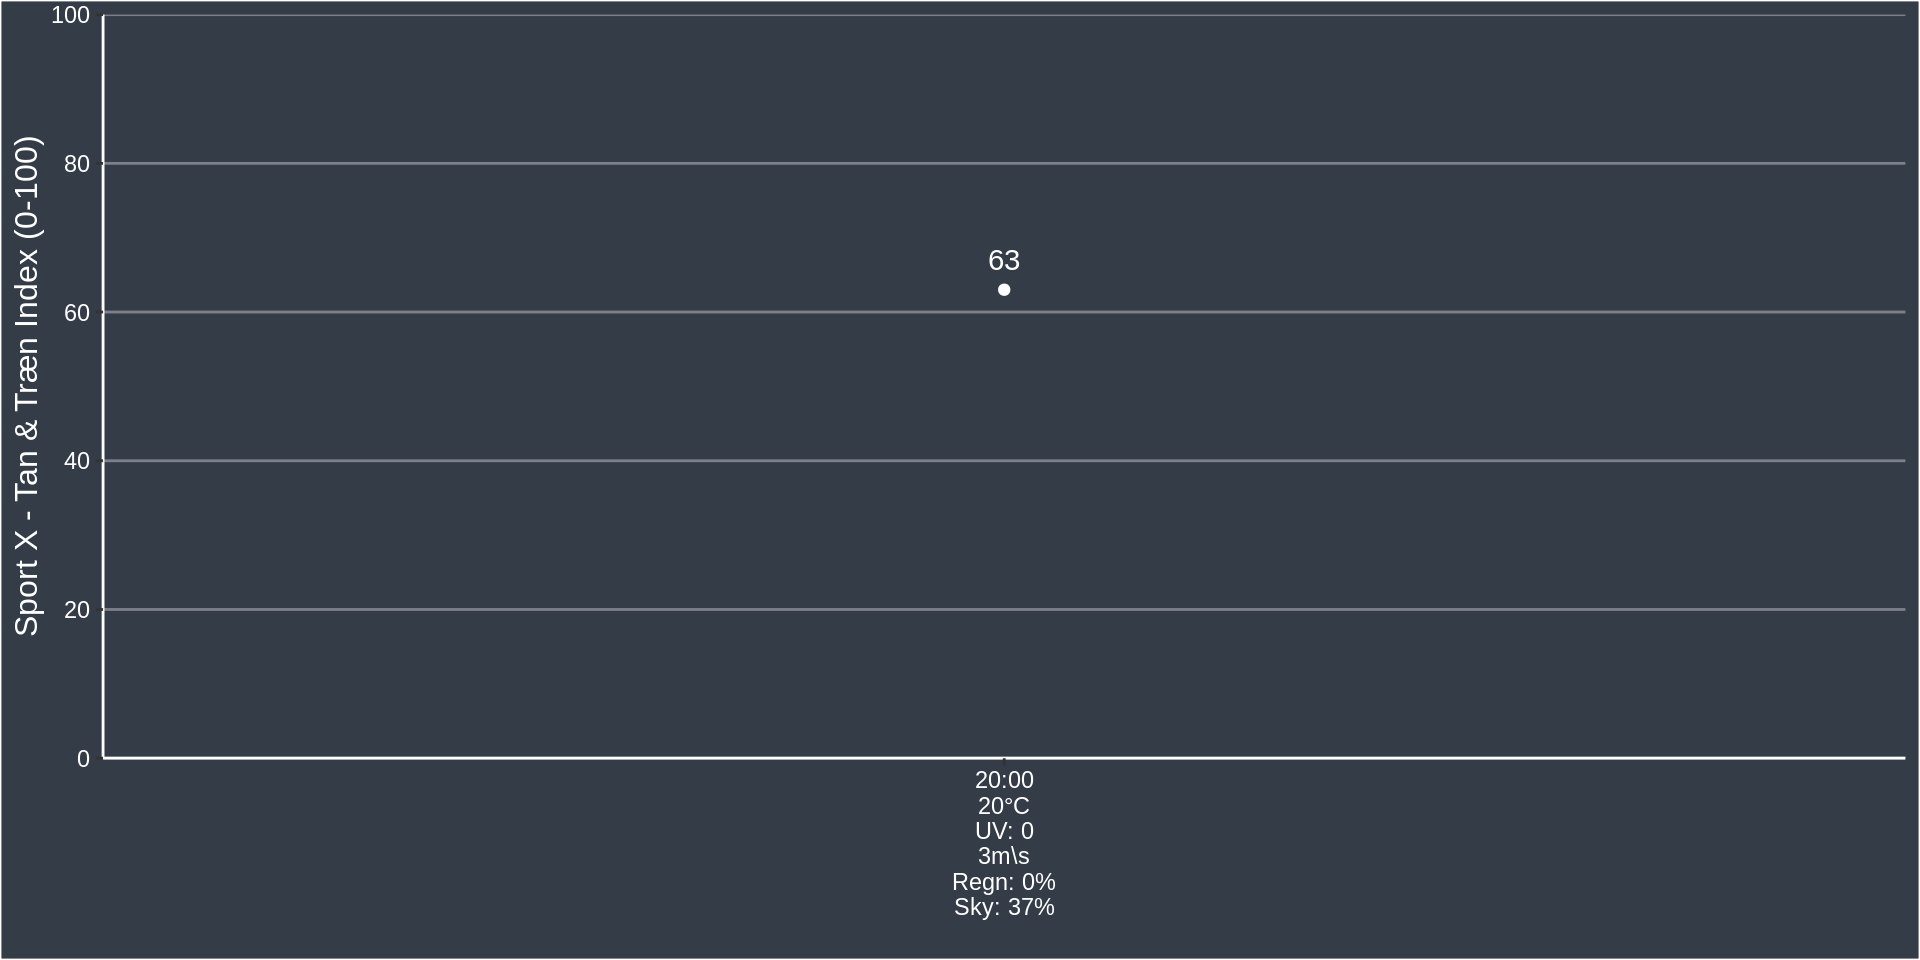 Sport X - Tan & Træn Index (0-100)
100
80
60
40
20
0
63
20:00
20°C
UV: 0
3m\s
Regn: 0%
Sky: 37%